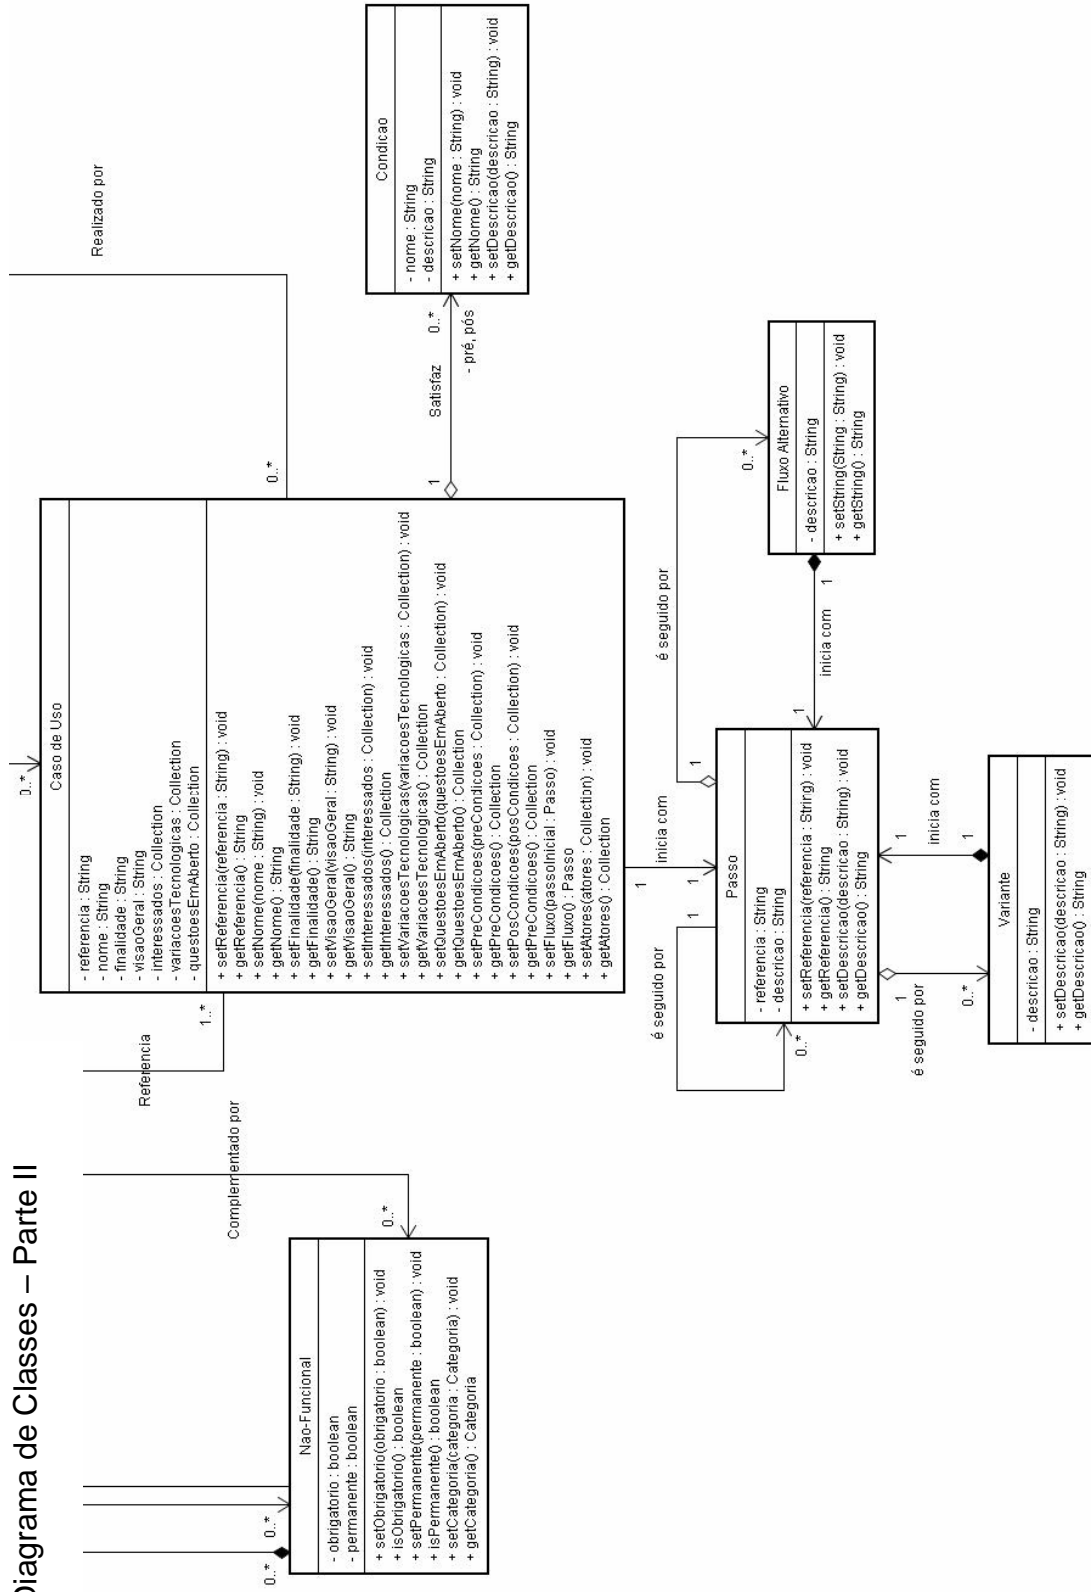 Diagrama de Classes – Parte II
0..*
Caso de Uso
- referencia : String
- nome : String
- finalidade : String
- visaoGeral : String
- interessados : Collection
- variacoesTecnologicas : Collection
- questoesEmAberto : Collection
+ setReferencia(referencia : String) : void
+ getReferencia() : String
+ setNome(nome : String) : void
+ getNome() : String
+ setFinalidade(finalidade : String) : void
+ getFinalidade() : String
+ setVisaoGeral(visaoGeral : String) : void
+ getVisaoGeral() : String
+ setInteressados(interessados : Collection) : void
+ getInteressados() : Collection
+ setVariacoesTecnologicas(variacoesTecnologicas : Collection) : void
+ getVariacoesTecnologicas() : Collection
+ setQuestoesEmAberto(questoesEmAberto : Collection) : void
+ getQuestoesEmAberto() : Collection
+ setPreCondicoes(preCondicoes : Collection) : void
+ getPreCondicoes() : Collection
+ setPosCondicoes(posCondicoes : Collection) : void
+ getPreCondicoes() : Collection
+ setFluxo(passoInicial : Passo) : void
+ getFluxo() : Passo
+ setAtores(atores : Collection) : void
+ getAtores() : Collection
Realizado por
0..*
Referencia
1..*
Complementado por
0..*
Nao-Funcional
- obrigatorio : boolean
- permanente : boolean
+ setObrigatorio(obrigatorio : boolean) : void
+ isObrigatorio() : boolean
+ setPermanente(permanente : boolean) : void
+ isPermanente() : boolean
+ setCategoria(categoria : Categoria) : void
+ getCategoria() : Categoria
0..*
0..*
Satisfaz
1
0..*
- pré, pós
Condicao
- nome : String
- descricao : String
+ setNome(nome : String) : void
+ getNome() : String
+ setDescricao(descricao : String) : void
+ getDescricao() : String
inicia com
1
1
é seguido por
1
0..*
Passo
- referencia : String
- descricao : String
+ setReferencia(referencia : String) : void
+ getReferencia() : String
+ setDescricao(descricao : String) : void
+ getDescricao() : String
é seguido por
1
0..*
inicia com
1
1
Fluxo Alternativo
- descricao : String
+ setString(String : String) : void
+ getString() : String
é seguido por
1
0..*
inicia com
1
1
Variante
- descricao : String
+ setDescricao(descricao : String) : void
+ getDescricao() : String